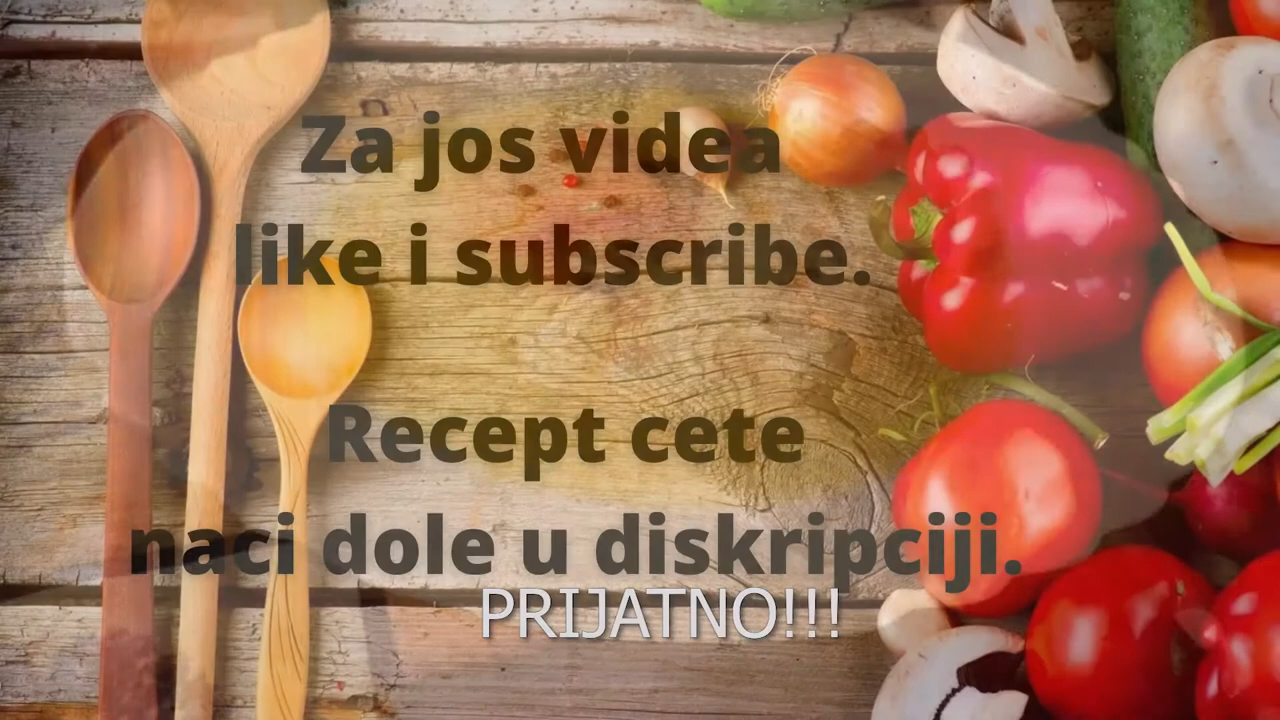 Za jos videa
like i subscribe.
Recept cete
naci dole u diskripciji.
PRIJATNO!!!